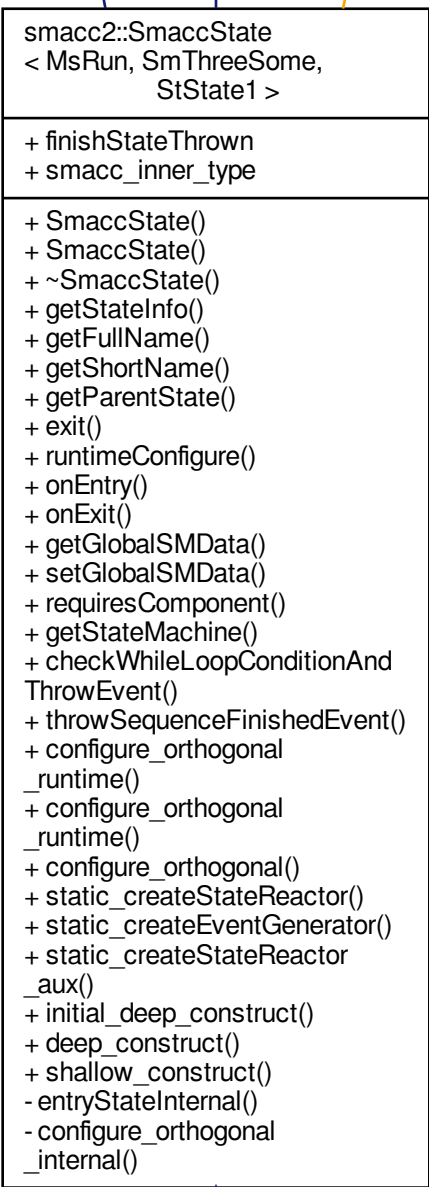 smacc2::SmaccState
< MsRun, SmThreeSome,
StState1 >
+ finishStateThrown
+ smacc_inner_type
+ SmaccState()
+ SmaccState()
+ ~SmaccState()
+ getStateInfo()
+ getFullName()
+ getShortName()
+ getParentState()
+ exit()
+ runtimeConfigure()
+ onEntry()
+ onExit()
+ getGlobalSMData()
+ setGlobalSMData()
+ requiresComponent()
+ getStateMachine()
+ checkWhileLoopConditionAnd
ThrowEvent()
+ throwSequenceFinishedEvent()
+ configure_orthogonal
_runtime()
+ configure_orthogonal
_runtime()
+ configure_orthogonal()
+ static_createStateReactor()
+ static_createEventGenerator()
+ static_createStateReactor
_aux()
+ initial_deep_construct()
+ deep_construct()
+ shallow_construct()
- entryStateInternal()
- configure_orthogonal
_internal()